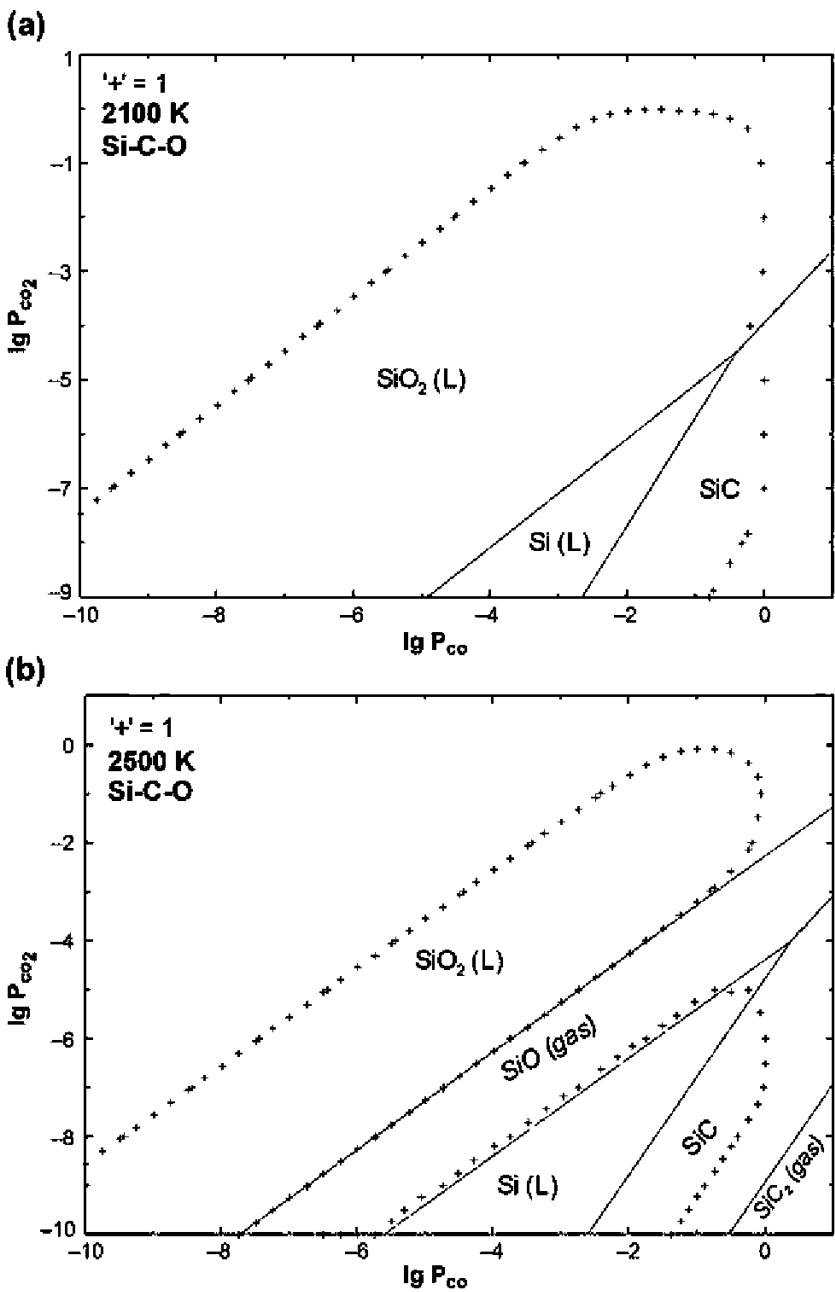 (a)
'+' = 1
2100 K
Si-C-O
1
–1
–3
–5
–7
–9
lg P_CO2
SiO2 (L)
SiC
Si (L)
–10
–8
–6
–4
–2
0
lg P_CO
(b)
'+' = 1
2500 K
Si-C-O
0
–2
–4
–6
–8
–10
lg P_CO2
SiO2 (L)
SiO (gas)
Si (L)
SiC
SiC2 (gas)
–10
–8
–6
–4
–2
0
lg P_CO